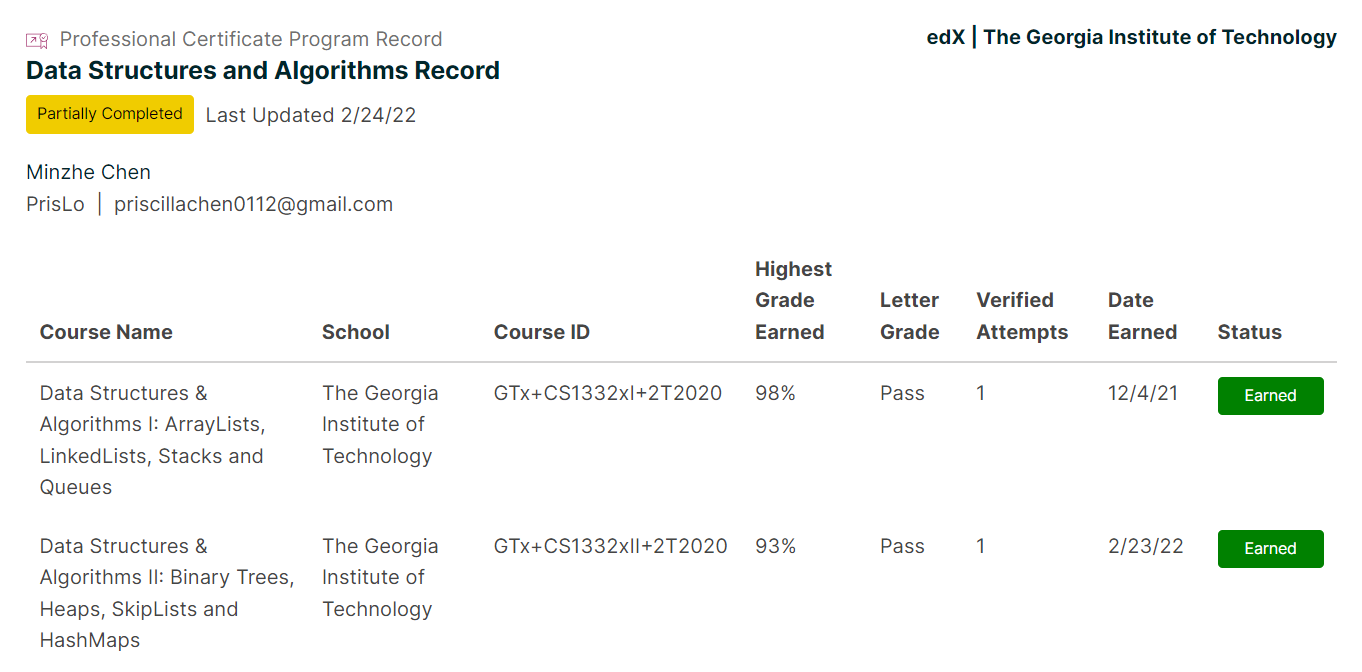 Professional Certificate Program Record
edX | The Georgia Institute of Technology
Data Structures and Algorithms Record
Partially Completed Last Updated 2/24/22
Minzhe Chen
PrisLo | priscillachen0112@gmail.com
Highest
Grade Letter Verified Date
Course Name School Course ID Earned Grade Attempts Earned Status
Data Structures & The Georgia GTx+CS1332xI+2T2020 98% Pass 1 12/4/21 Earned
Algorithms I: ArrayLists, Institute of
LinkedLists, Stacks and Technology
Queues
Data Structures & The Georgia GTx+CS1332xII+2T2020 93% Pass 1 2/23/22 Earned
Algorithms II: Binary Trees, Institute of
Heaps, SkipLists and Technology
HashMaps